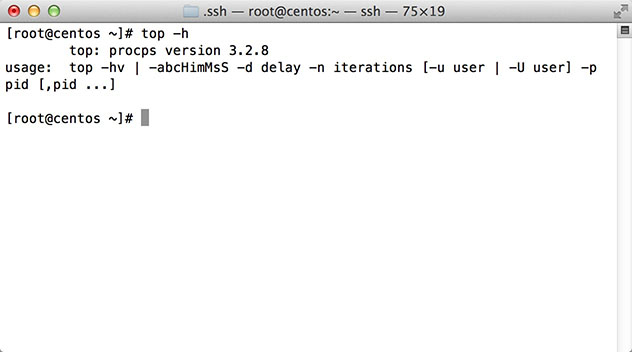 .ssh — root@centos:~ — ssh — 75×19
[root@centos ~]# top -h
        top: procps version 3.2.8
usage:  top -hv | -abcHimMsS -d delay -n iterations [-u user | -U user] -p
pid [,pid ...]
[root@centos ~]#